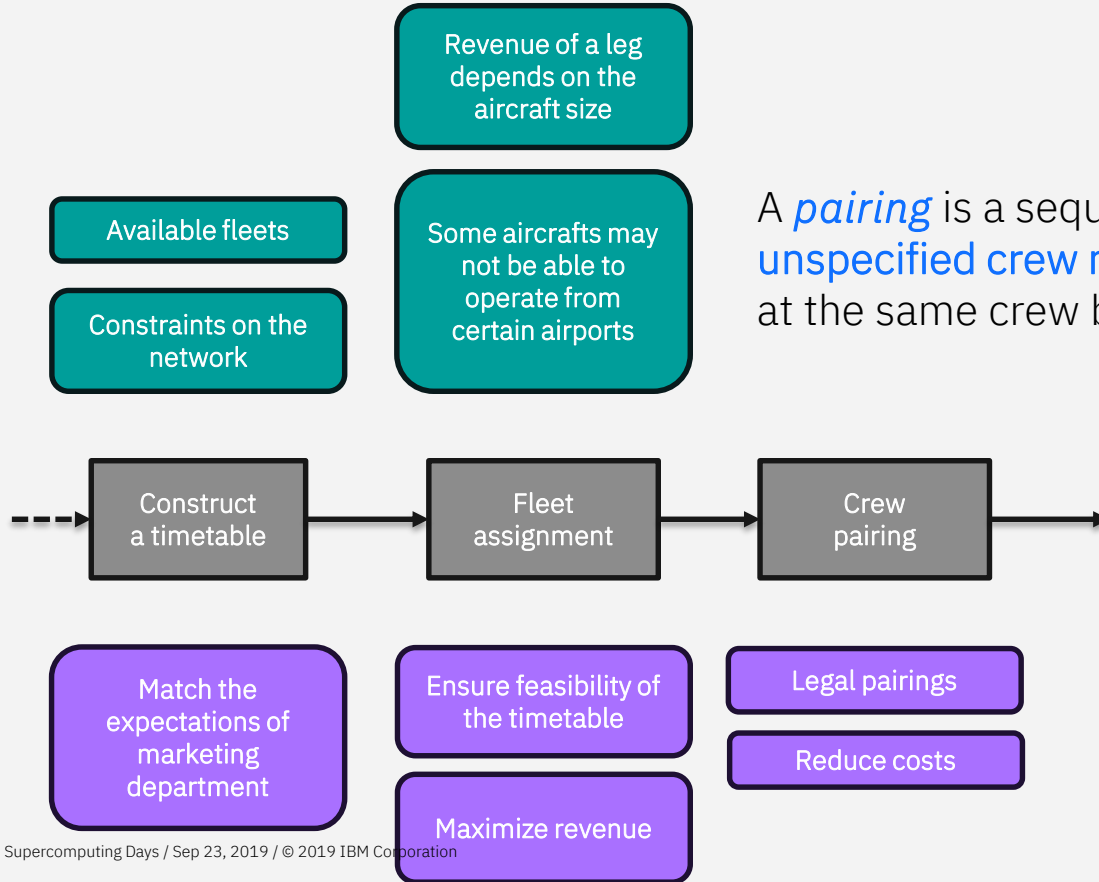 Revenue of a leg
depends on the
aircraft size
Available fleets
Constraints on the
network
Some aircrafts may
not be able to
operate from
certain airports
A pairing is a sequ
unspecified crew
at the same crew
Construct
a timetable
Fleet
assignment
Crew
pairing
Match the
expectations of
marketing
department
Ensure feasibility of
the timetable
Maximize revenue
Legal pairings
Reduce costs
Supercomputing Days / Sep 23, 2019 / © 2019 IBM Corporation